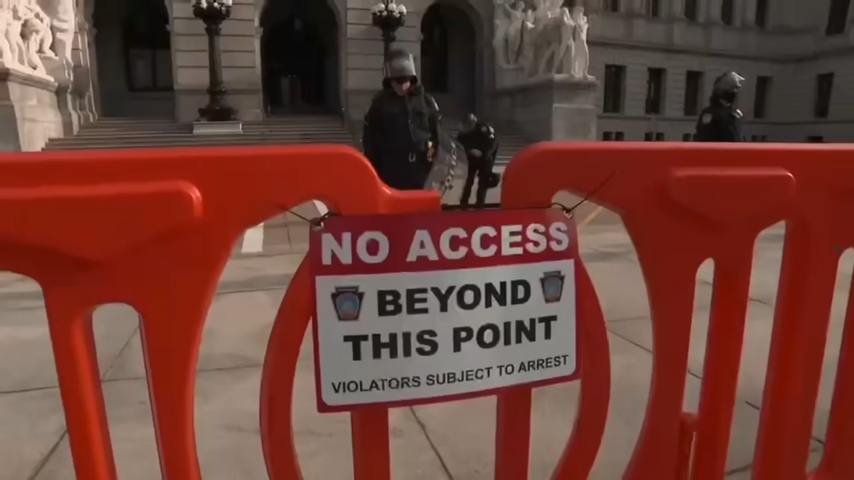 NO ACCESS
BEYOND
THIS POINT
VIOLATORS SUBJECT TO ARREST